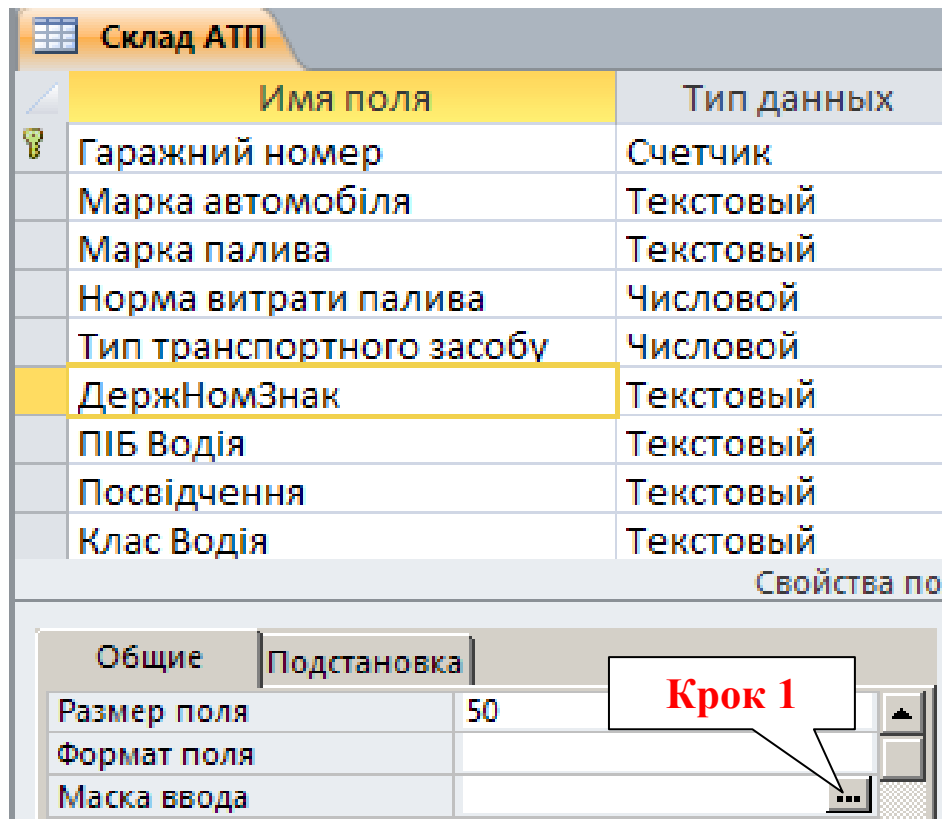 Склад АТП
Имя поля Тип данных
Гаражний номер Счетчик
Марка автомобіля Текстовый
Марка палива Текстовый
Норма витрати палива Числовой
Тип транспортного засобу Числовой
ДержНомЗнак Текстовый
ПІБ Водія Текстовый
Посвідчення Текстовый
Клас Водія Текстовый
Свойства по
Общие Подстановка
Крок 1
Размер поля 50
Формат поля
Маска ввода ...